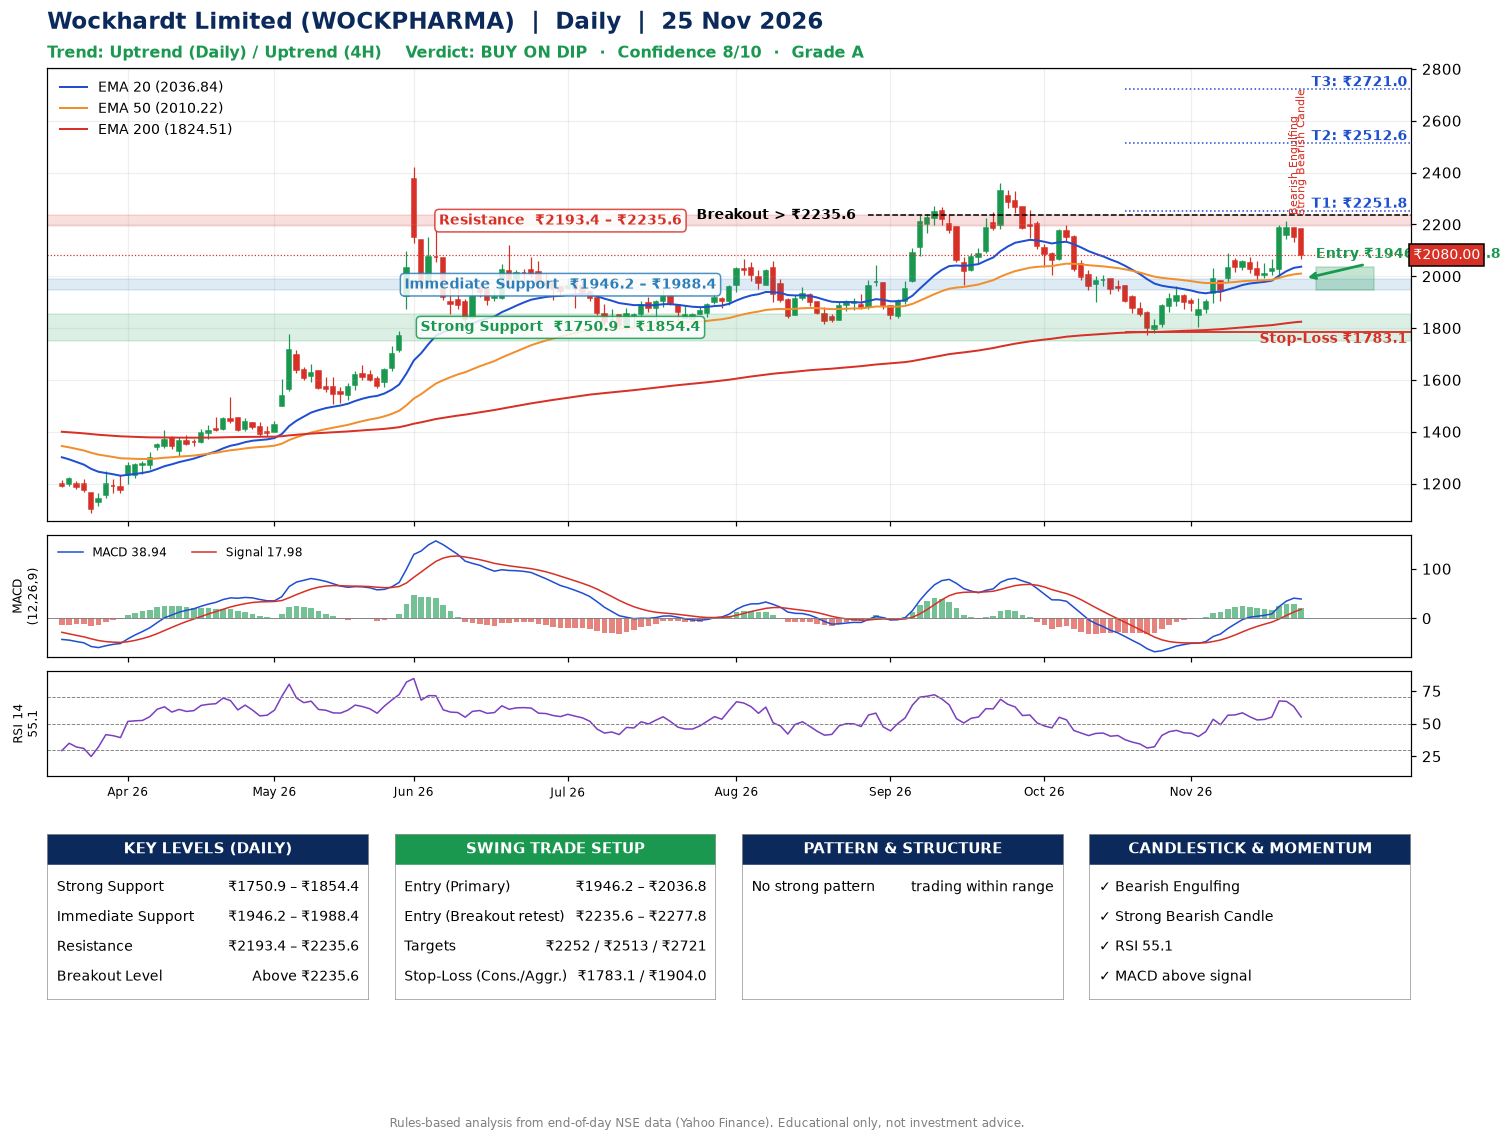 Wockhardt Limited (WOCKPHARMA) | Daily | 25 Nov 2026
Trend: Uptrend (Daily) / Uptrend (4H) Verdict: BUY ON DIP · Confidence 8/10 · Grade A
EMA 20 (2036.84)
EMA 50 (2010.22)
EMA 200 (1824.51)
T3: ₹2721.0
T2: ₹2512.6
T1: ₹2251.8
Bearish Engulfing
Strong Bearish Candle
Resistance ₹2193.4 – ₹2235.6
Breakout > ₹2235.6
Entry ₹1946
.8
₹2080.00
Immediate Support ₹1946.2 – ₹1988.4
Strong Support ₹1750.9 – ₹1854.4
Stop-Loss ₹1783.1
2800
2600
2400
2200
2000
1800
1600
1400
1200
MACD (12,26,9)
MACD 38.94 Signal 17.98
100
0
RSI 14
55.1
75
50
25
Apr 26 May 26 Jun 26 Jul 26 Aug 26 Sep 26 Oct 26 Nov 26
KEY LEVELS (DAILY)
Strong Support ₹1750.9 – ₹1854.4
Immediate Support ₹1946.2 – ₹1988.4
Resistance ₹2193.4 – ₹2235.6
Breakout Level Above ₹2235.6
SWING TRADE SETUP
Entry (Primary) ₹1946.2 – ₹2036.8
Entry (Breakout retest) ₹2235.6 – ₹2277.8
Targets ₹2252 / ₹2513 / ₹2721
Stop-Loss (Cons./Aggr.) ₹1783.1 / ₹1904.0
PATTERN & STRUCTURE
No strong pattern trading within range
CANDLESTICK & MOMENTUM
✓ Bearish Engulfing
✓ Strong Bearish Candle
✓ RSI 55.1
✓ MACD above signal
Rules-based analysis from end-of-day NSE data (Yahoo Finance). Educational only, not investment advice.